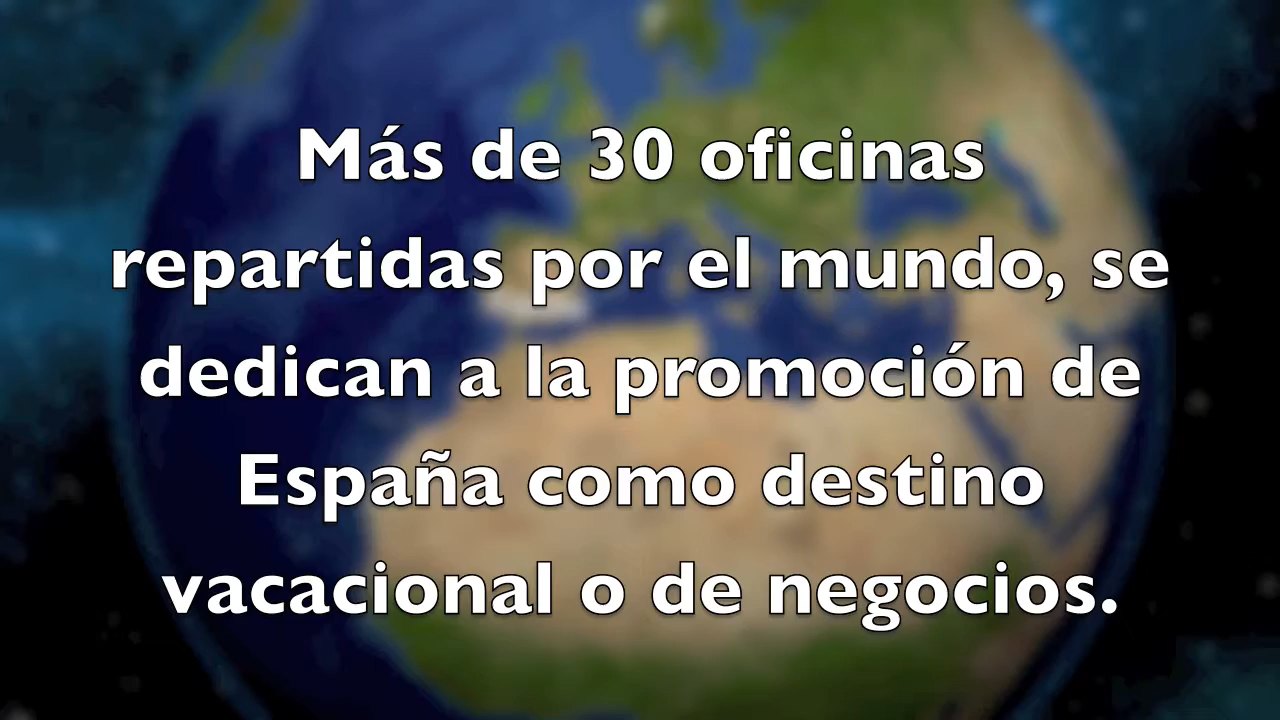 Más de 30 oficinas
repartidas por el mundo, se
dedican a la promoción de
España como destino
vacacional o de negocios.